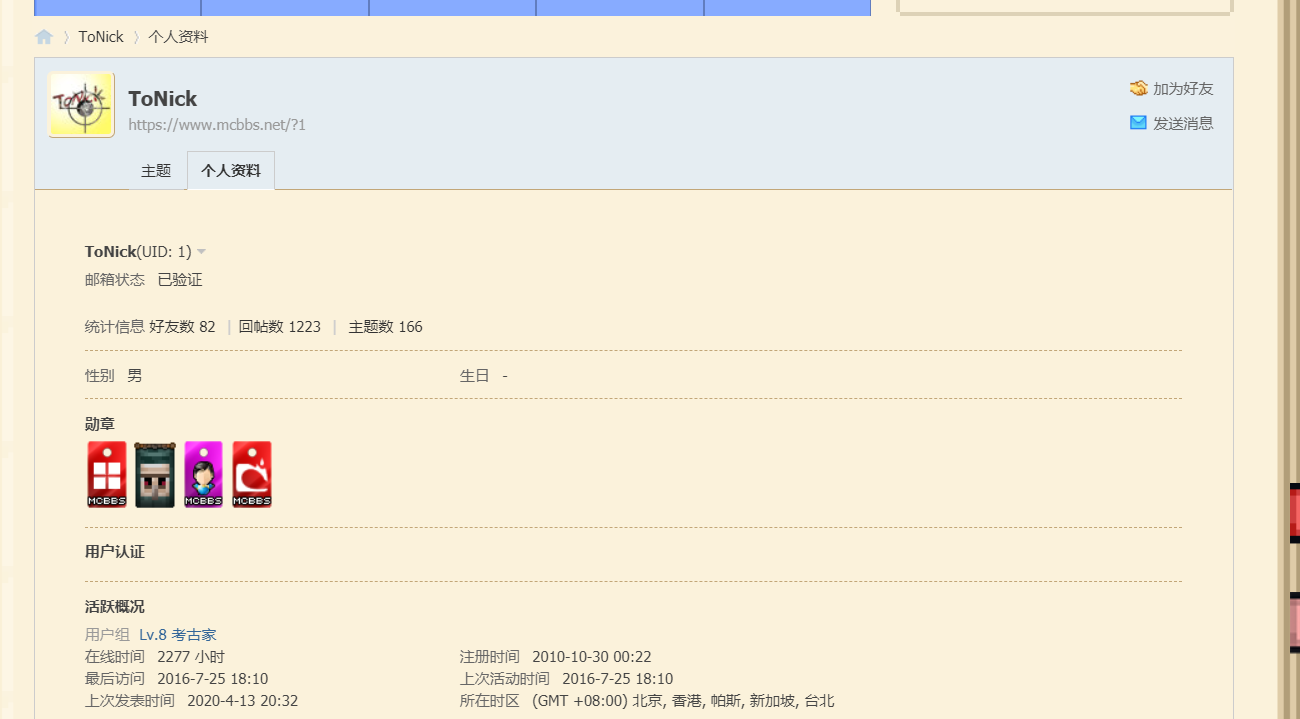 ToNick 个人资料
ToNick
ToNick
https://www.mcbbs.net/?1
加为好友
发送消息
主题 个人资料
ToNick(UID: 1)
邮箱状态 已验证
统计信息 好友数 82 | 回帖数 1223 | 主题数 166
性别 男 生日 -
勋章
MCBBS MCBBS MCBBS
用户认证
活跃概况
用户组 Lv.8 考古家
在线时间 2277 小时 注册时间 2010-10-30 00:22
最后访问 2016-7-25 18:10 上次活动时间 2016-7-25 18:10
上次发表时间 2020-4-13 20:32 所在时区 (GMT +08:00) 北京, 香港, 帕斯, 新加坡, 台北